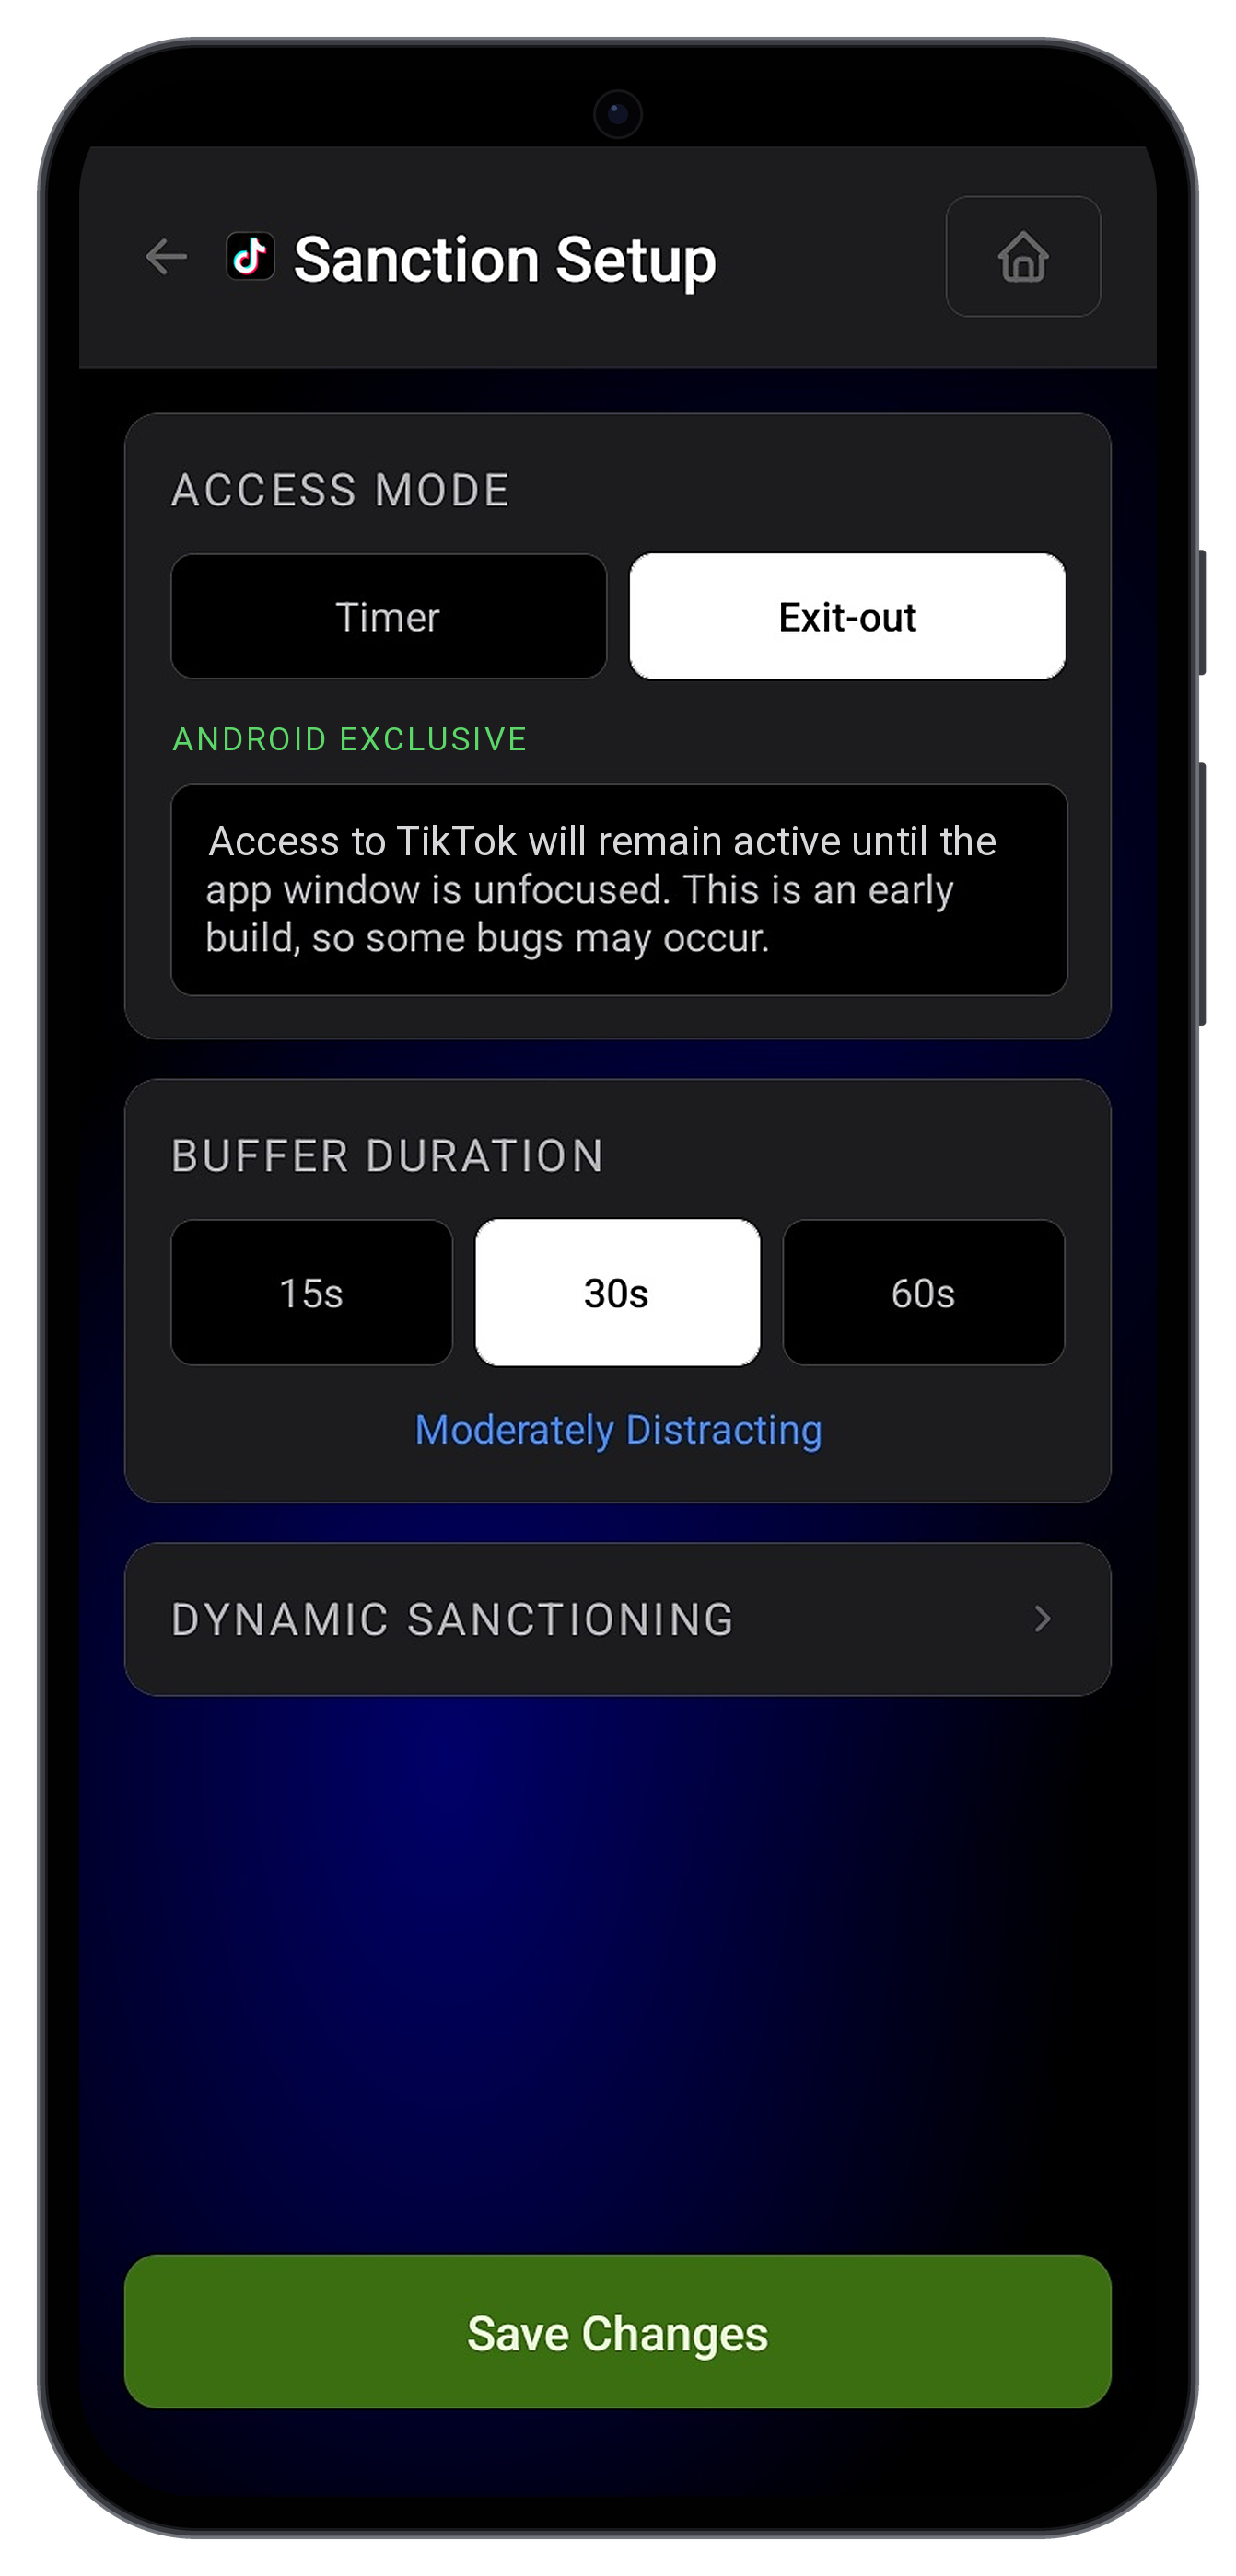 Sanction Setup
ACCESS MODE
Timer
Exit-out
ANDROID EXCLUSIVE
Access to TikTok will remain active until the
app window is unfocused. This is an early
build, so some bugs may occur.
BUFFER DURATION
15s
30s
60s
Moderately Distracting
DYNAMIC SANCTIONING
Save Changes